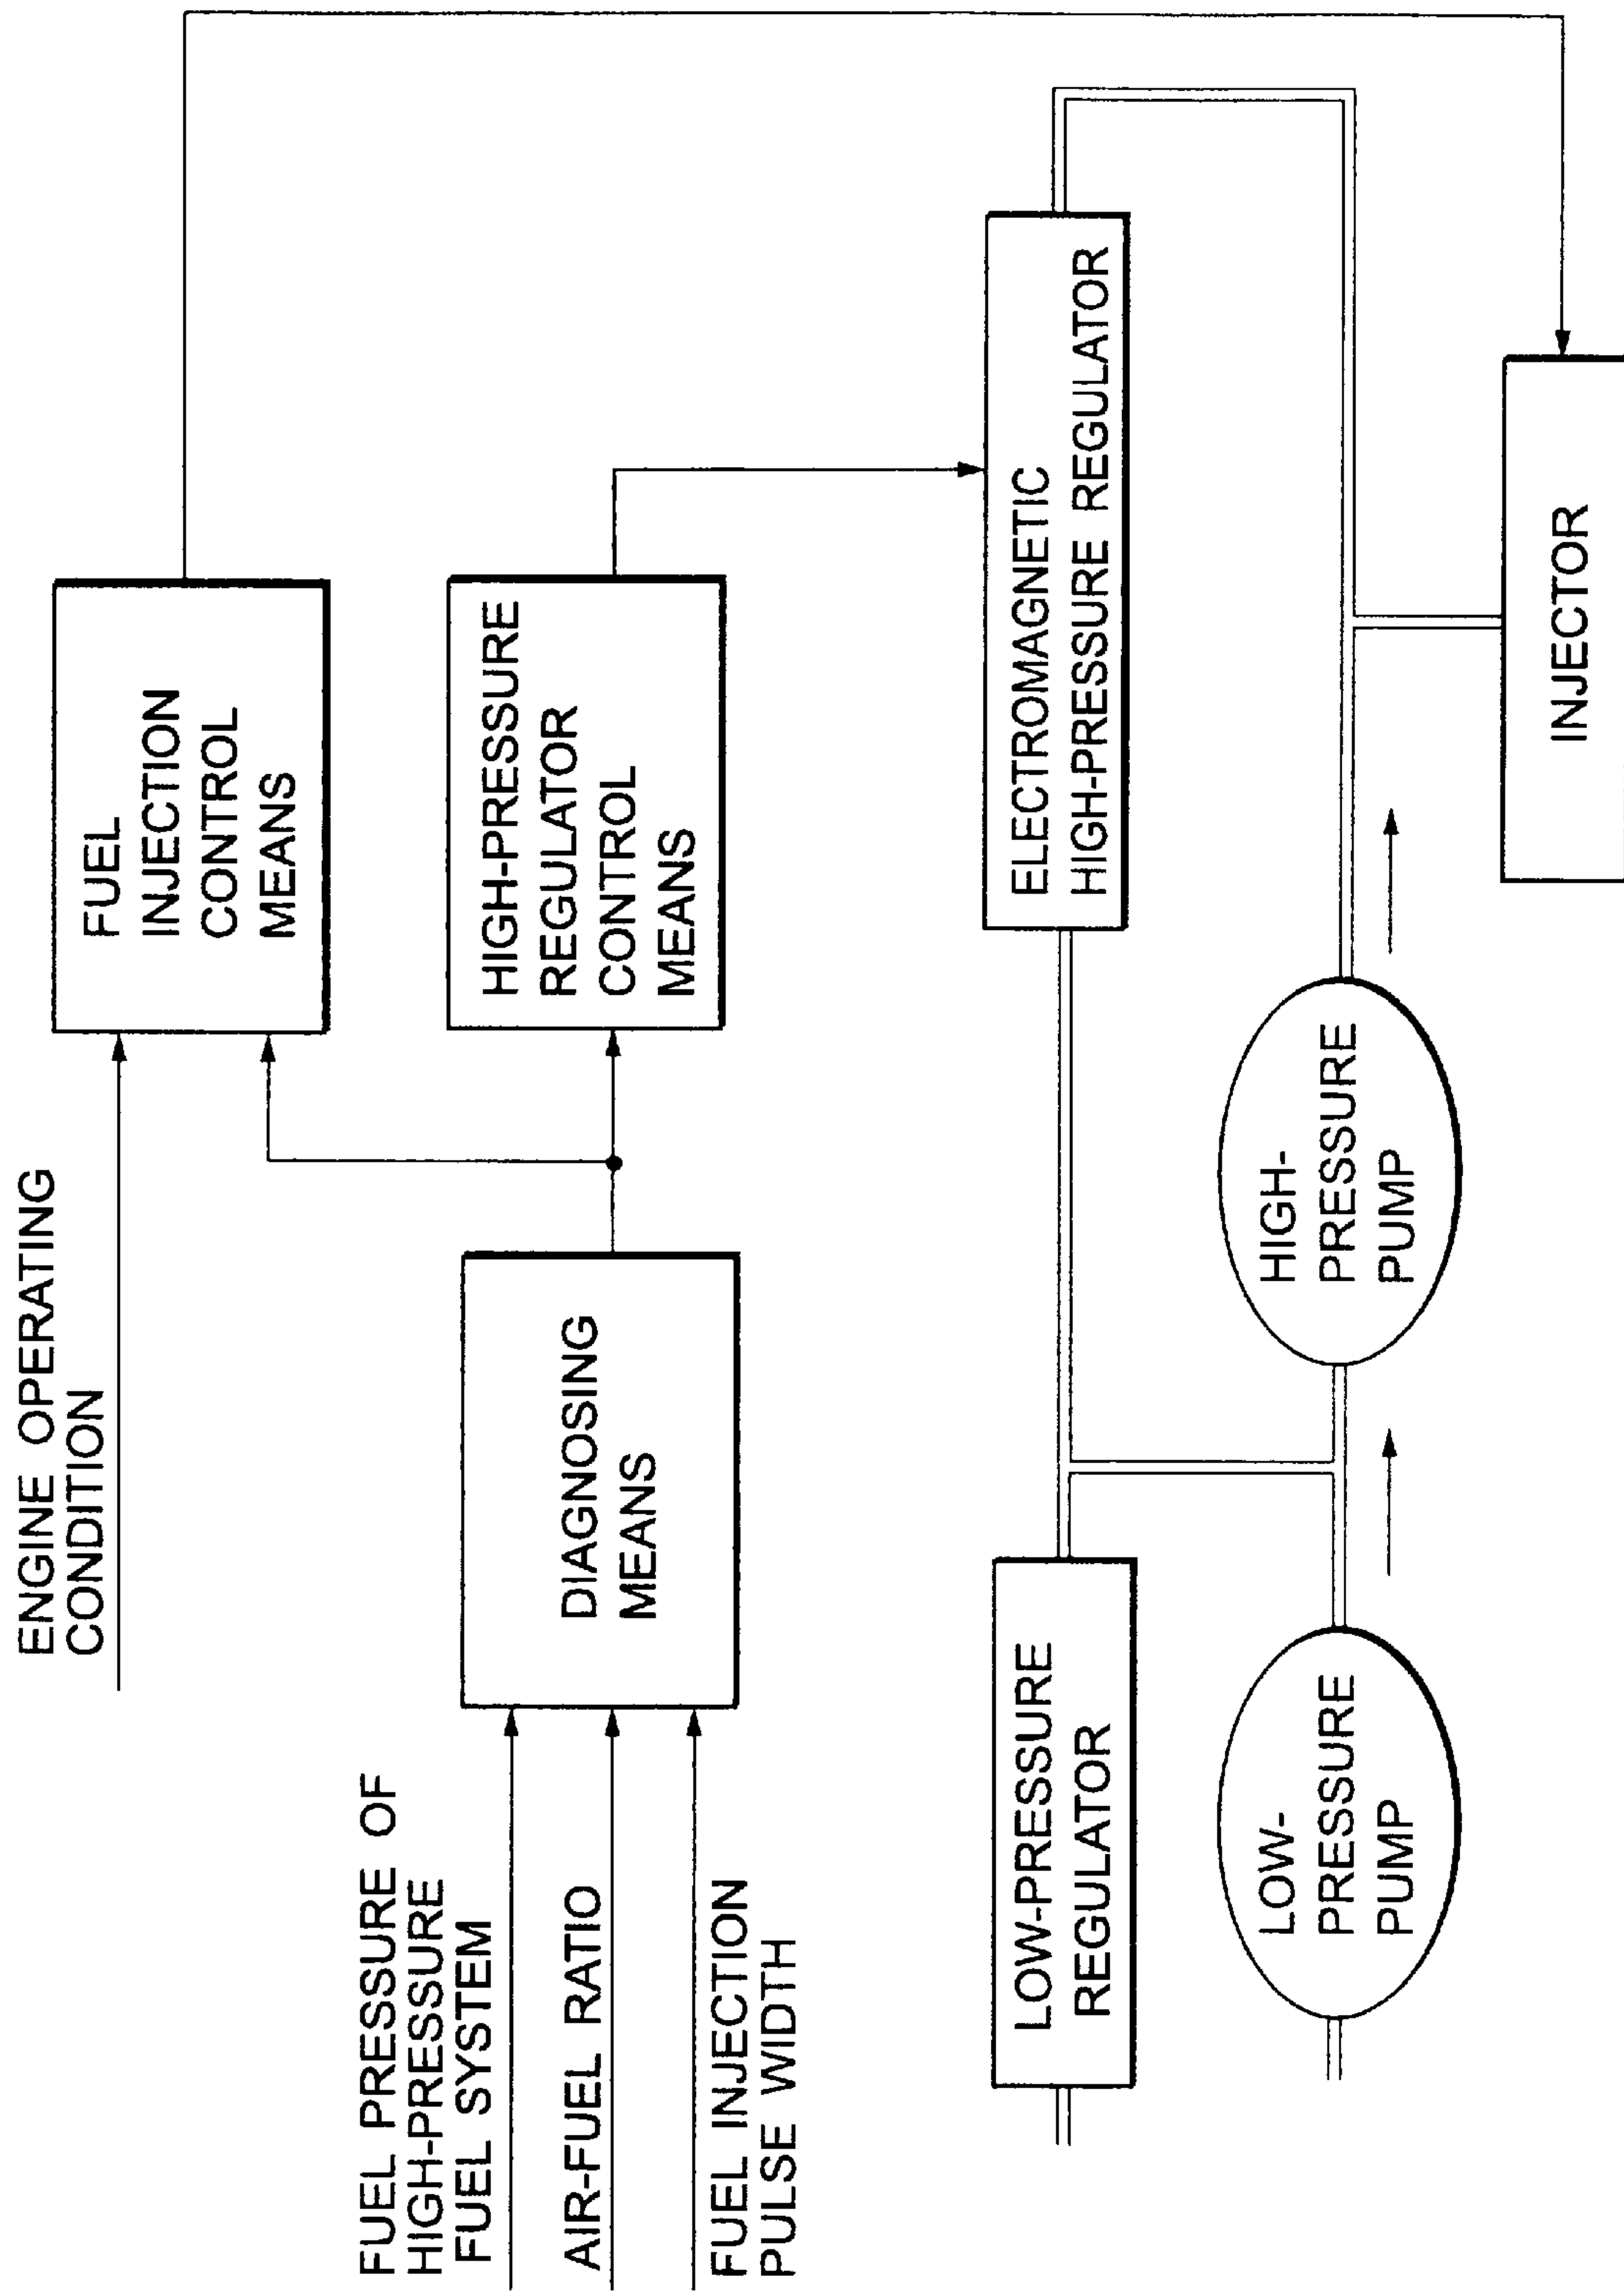 ENGINE OPERATING
CONDITION
FUEL
INJECTION
CONTROL
MEANS
FUEL PRESSURE OF
HIGH-PRESSURE
FUEL SYSTEM
AIR-FUEL RATIO
FUEL INJECTION
PULSE WIDTH
DIAGNOSING
MEANS
HIGH-PRESSURE
REGULATOR
CONTROL
MEANS
LOW-PRESSURE
REGULATOR
ELECTROMAGNETIC
HIGH-PRESSURE REGULATOR
LOW-
PRESSURE
PUMP
HIGH-
PRESSURE
PUMP
INJECTOR